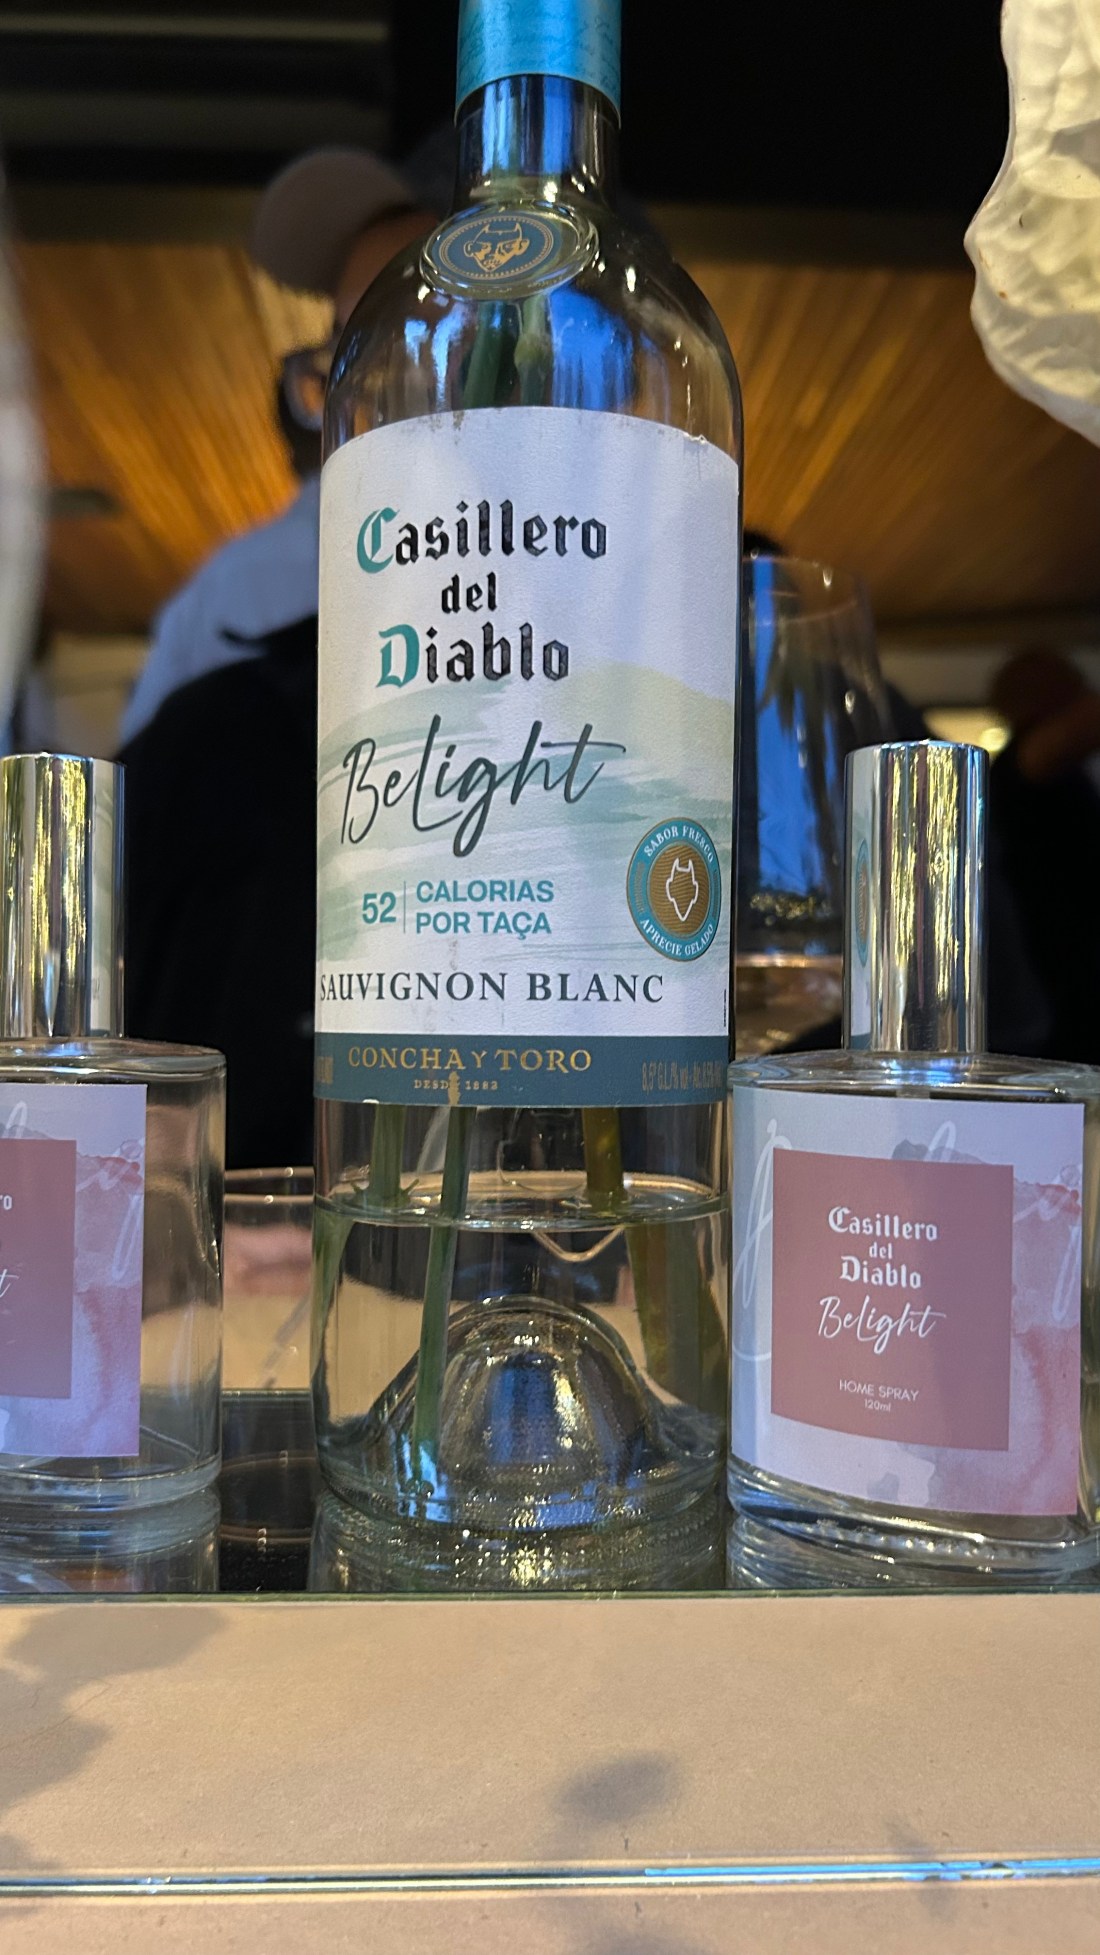 Casillero
del
Diablo
BeLight
52 CALORIAS
POR TAÇA
SABOR FRESCO
APRECIE GELADO
SAUVIGNON BLANC
CONCHA Y TORO
DESDE 1883
Casillero
del
Diablo
BeLight
HOME SPRAY
120ml